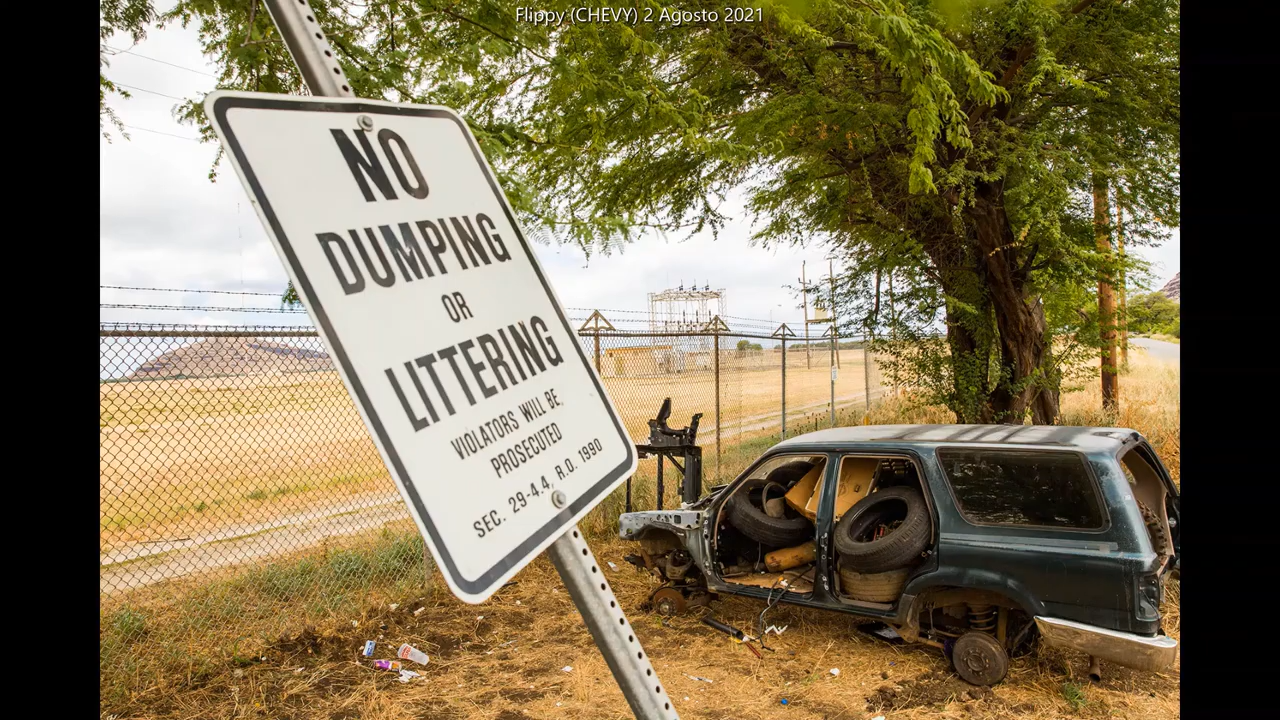 Flippy (CHEVY) 2 Agosto 2021
NO
DUMPING
OR
LITTERING
VIOLATORS WILL BE
PROSECUTED
SEC. 29-4.4, R.O. 1990